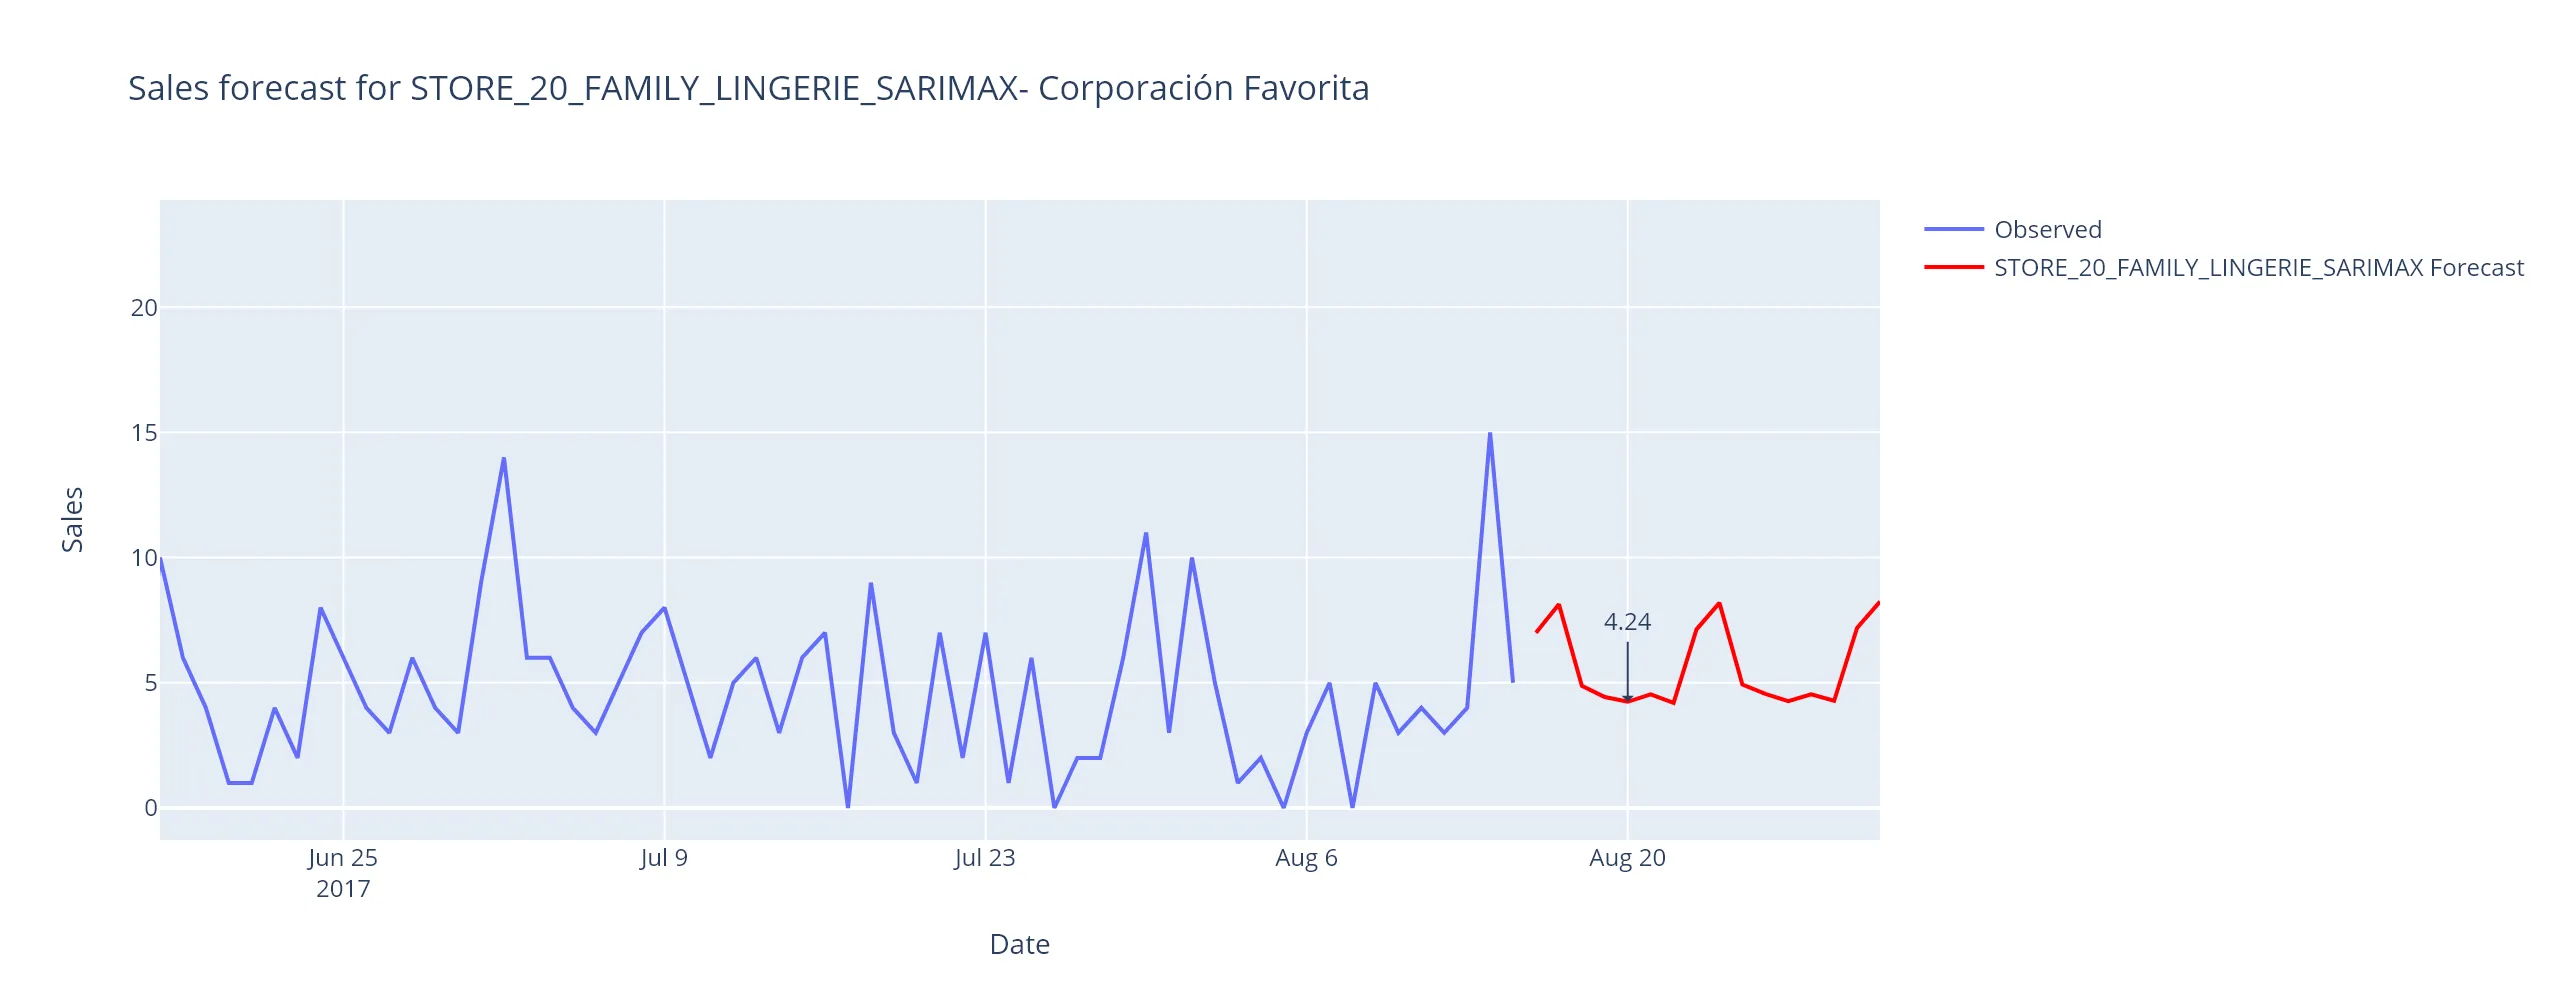 Sales forecast for STORE_20_FAMILY_LINGERIE_SARIMAX- Corporación Favorita
Observed
STORE_20_FAMILY_LINGERIE_SARIMAX Forecast
20
15
10
5
0
Sales
4.24
Jun 25
2017
Jul 9
Jul 23
Aug 6
Aug 20
Date